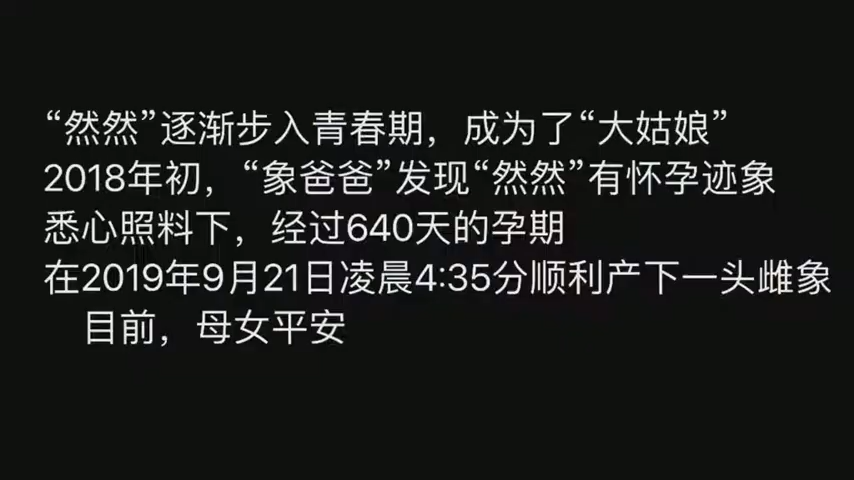 “然然”逐渐步入青春期，成为了“大姑娘”
2018年初，“象爸爸”发现“然然”有怀孕迹象
悉心照料下，经过640天的孕期
在2019年9月21日凌晨4:35分顺利产下一头雌象
目前，母女平安